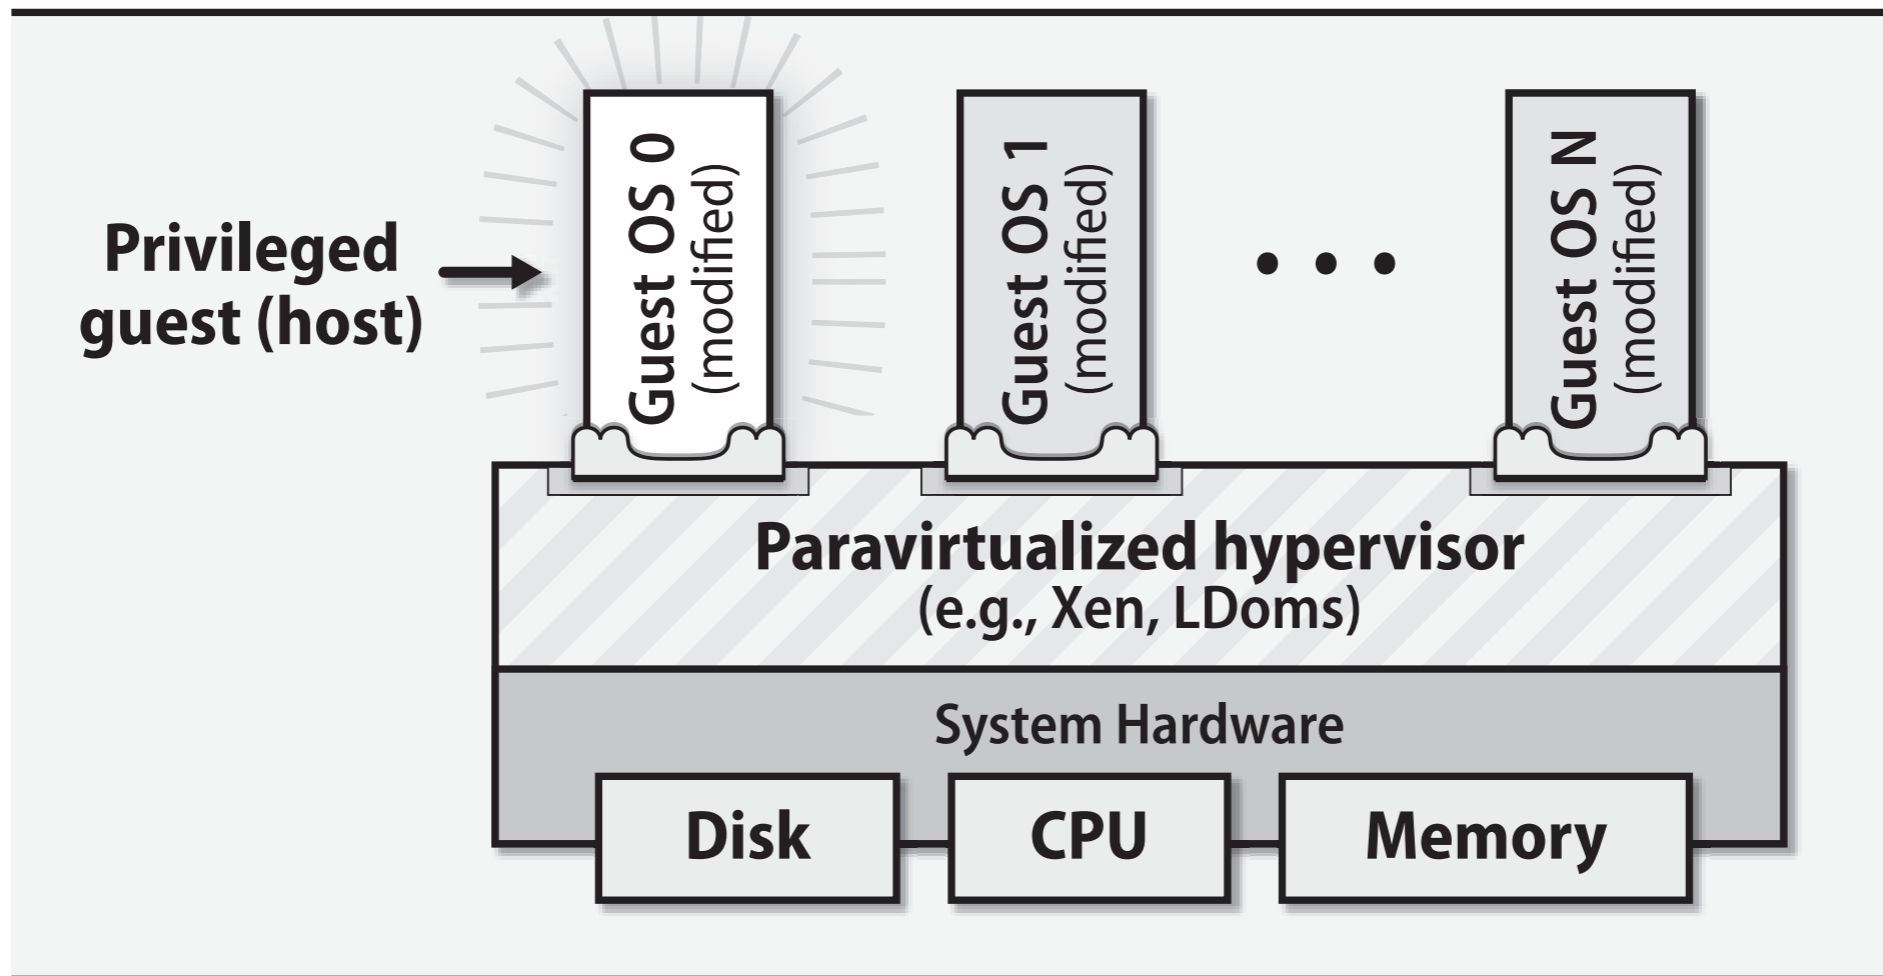 Privileged
guest (host)
Guest OS 0
(modified)
Guest OS 1
(modified)
• • •
Guest OS N
(modified)
Paravirtualized hypervisor
(e.g., Xen, LDoms)
System Hardware
Disk
CPU
Memory